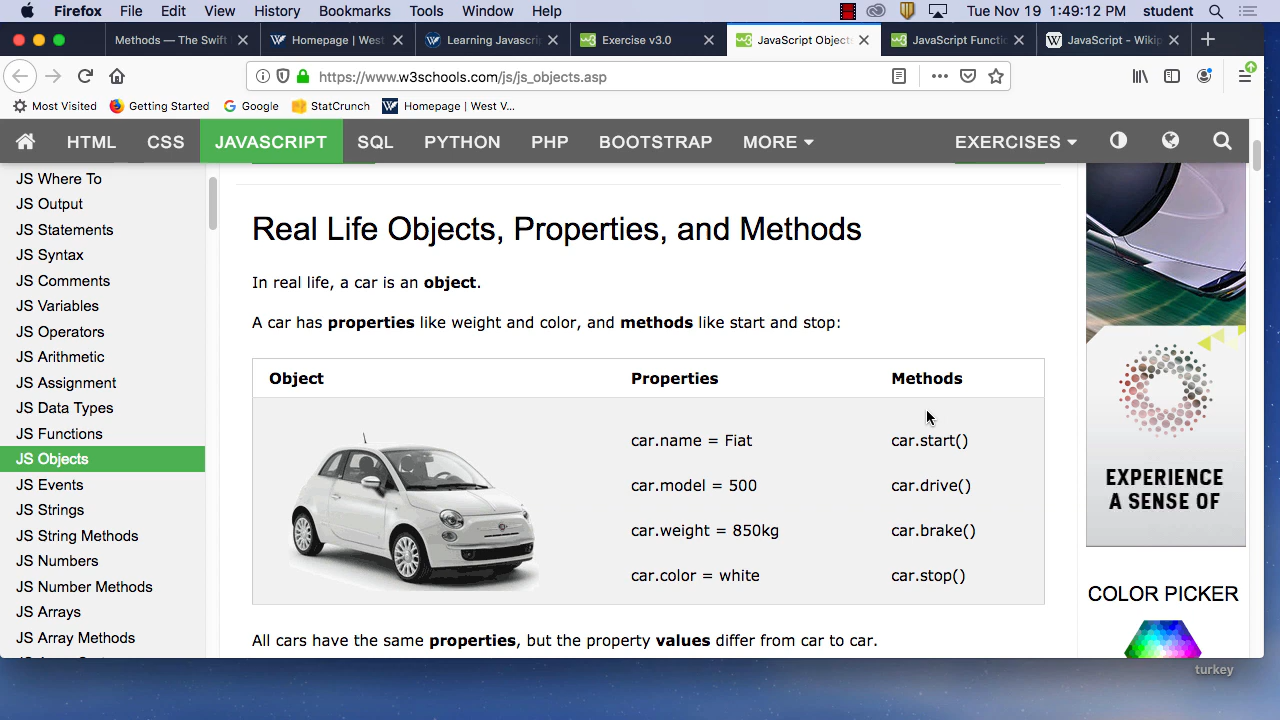 Firefox File Edit View History Bookmarks Tools Window Help Tue Nov 19 1:49:12 PM student
Methods — The Swift Homepage | West Learning Javascri Exercise v3.0 JavaScript Objects JavaScript Functi JavaScript - Wikip
https://www.w3schools.com/js/js_objects.asp
Most Visited Getting Started Google StatCrunch Homepage | West V...
HTML CSS JAVASCRIPT SQL PYTHON PHP BOOTSTRAP MORE EXERCISES
JS Where To
JS Output
JS Statements
JS Syntax
JS Comments
JS Variables
JS Operators
JS Arithmetic
JS Assignment
JS Data Types
JS Functions
JS Objects
JS Events
JS Strings
JS String Methods
JS Numbers
JS Number Methods
JS Arrays
JS Array Methods
Real Life Objects, Properties, and Methods
In real life, a car is an object.
A car has properties like weight and color, and methods like start and stop:
Object Properties Methods
car.name = Fiat car.start()
car.model = 500 car.drive()
car.weight = 850kg car.brake()
car.color = white car.stop()
All cars have the same properties, but the property values differ from car to car.
EXPERIENCE
A SENSE OF
COLOR PICKER
turkey